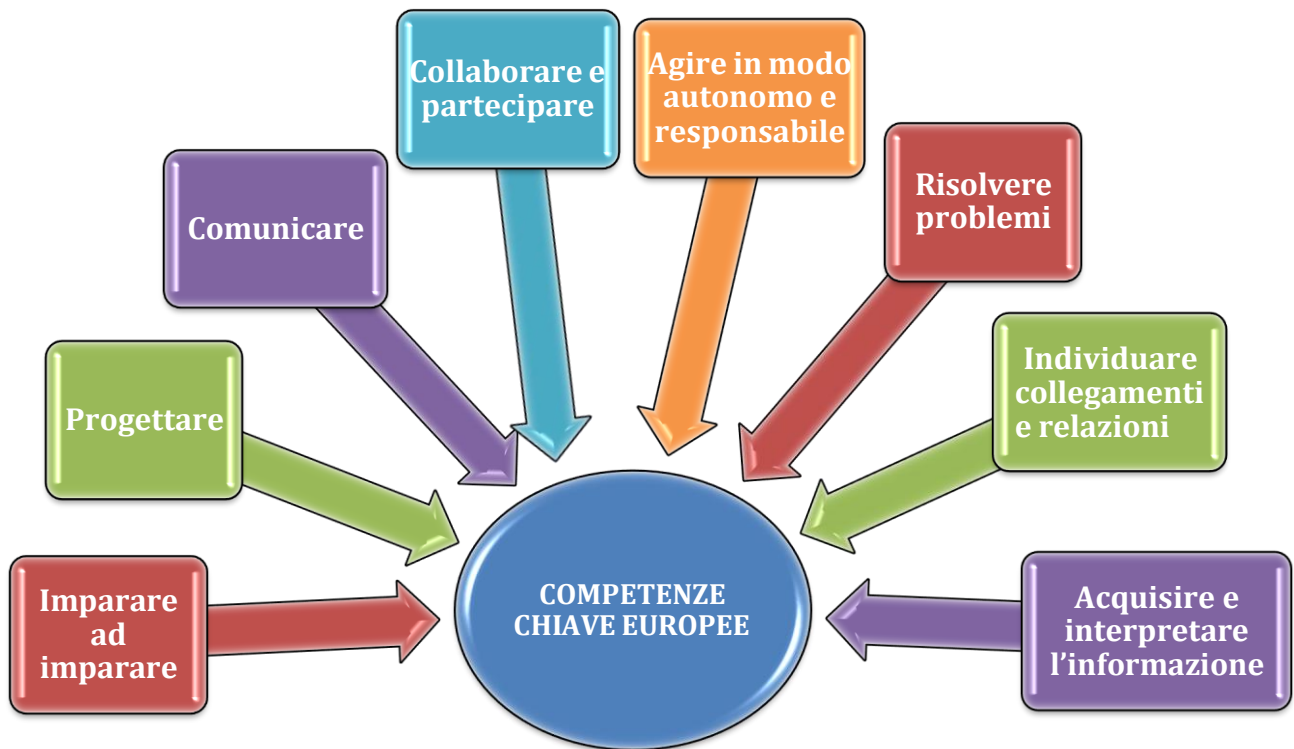 Collaborare e
partecipare
Agire in modo
autonomo e
responsabile
Risolvere
problemi
Comunicare
Individuare
collegamenti
e relazioni
Progettare
Imparare
ad
imparare
COMPETENZE
CHIAVE EUROPEE
Acquisire e
interpretare
l’informazione